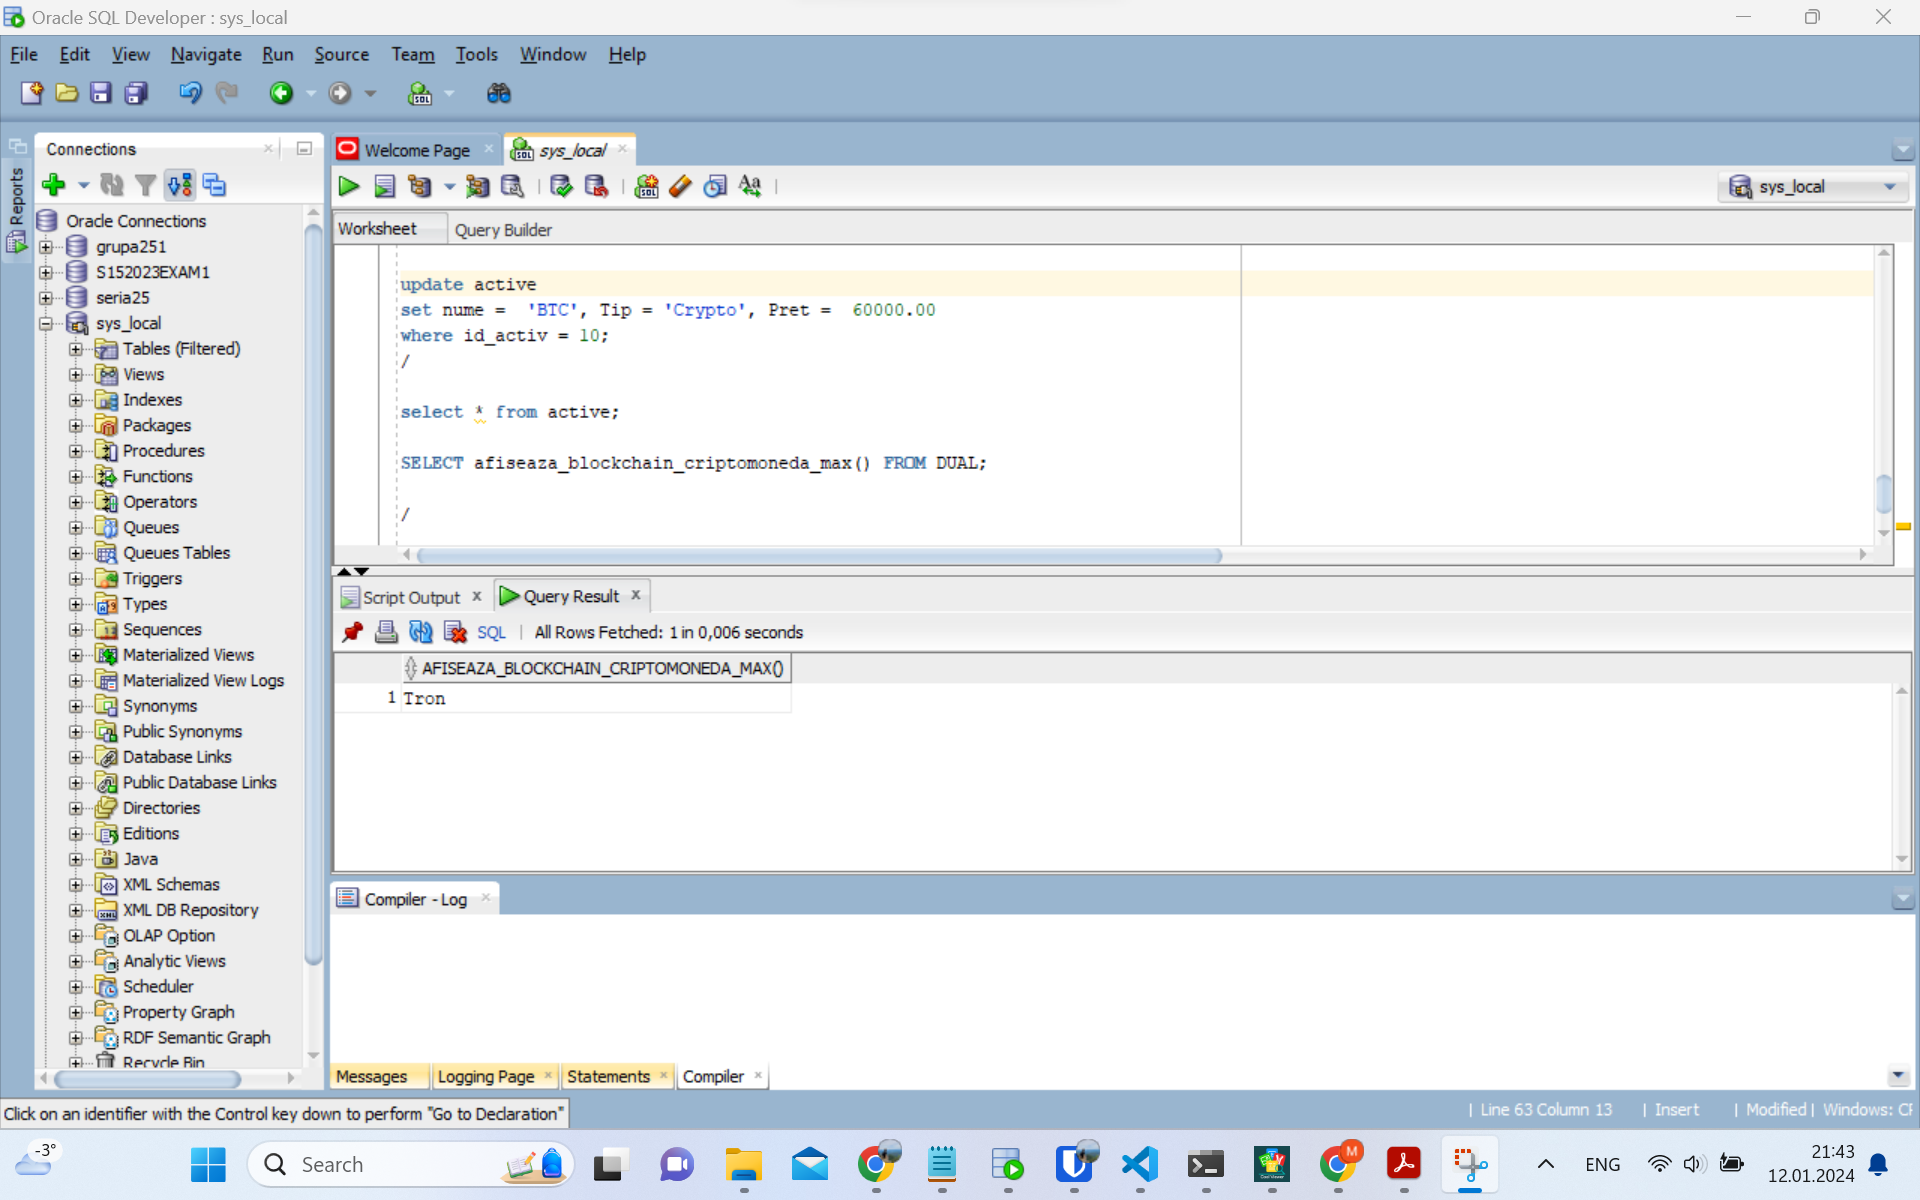 Oracle SQL Developer : sys_local
File Edit View Navigate Run Source Team Tools Window Help
SQL
Reports
Connections
Oracle Connections
grupa251
S152023EXAM1
seria25
sys_local
Tables (Filtered)
Views
Indexes
Packages
Procedures
Functions
Operators
Queues
Queues Tables
Triggers
Types
Sequences
Materialized Views
Materialized View Logs
Synonyms
Public Synonyms
Database Links
Public Database Links
Directories
Editions
Java
XML Schemas
XML DB Repository
OLAP Option
Analytic Views
Scheduler
Property Graph
RDF Semantic Graph
Recycle Bin
Welcome Page sys_local
sys_local
Worksheet Query Builder
update active
set nume =  'BTC', Tip = 'Crypto', Pret =  60000.00
where id_activ = 10;
/
select * from active;
SELECT afiseaza_blockchain_criptomoneda_max() FROM DUAL;
/
Script Output Query Result
SQL | All Rows Fetched: 1 in 0,006 seconds
AFISEAZA_BLOCKCHAIN_CRIPTOMONEDA_MAX()
1 Tron
Compiler - Log
Messages Logging Page Statements Compiler
Click on an identifier with the Control key down to perform "Go to Declaration"
| Line 63 Column 13 | Insert | Modified | Windows: CF
-3°
Search
M
ENG
21:43
12.01.2024